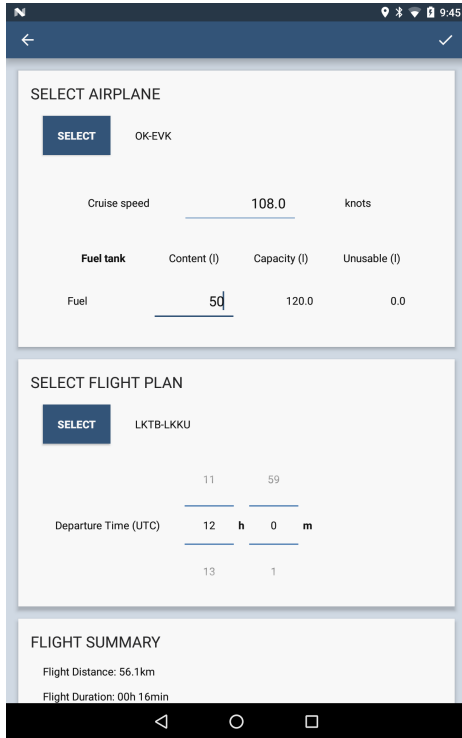 9:45
SELECT AIRPLANE
SELECT OK-EVK
Cruise speed 108.0 knots
Fuel tank Content (l) Capacity (l) Unusable (l)
Fuel 50 120.0 0.0
SELECT FLIGHT PLAN
SELECT LKTB-LKKU
11 59
Departure Time (UTC) 12 h 0 m
13 1
FLIGHT SUMMARY
Flight Distance: 56.1km
Flight Duration: 00h 16min